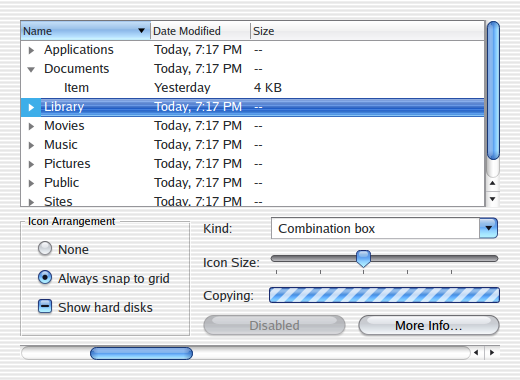 Name Date Modified Size
Applications Today, 7:17 PM --
Documents Today, 7:17 PM --
Item Yesterday 4 KB
Library Today, 7:17 PM --
Movies Today, 7:17 PM --
Music Today, 7:17 PM --
Pictures Today, 7:17 PM --
Public Today, 7:17 PM --
Sites Today, 7:17 PM --
Icon Arrangement
None
Always snap to grid
Show hard disks
Kind: Combination box
Icon Size:
Copying:
Disabled More Info...